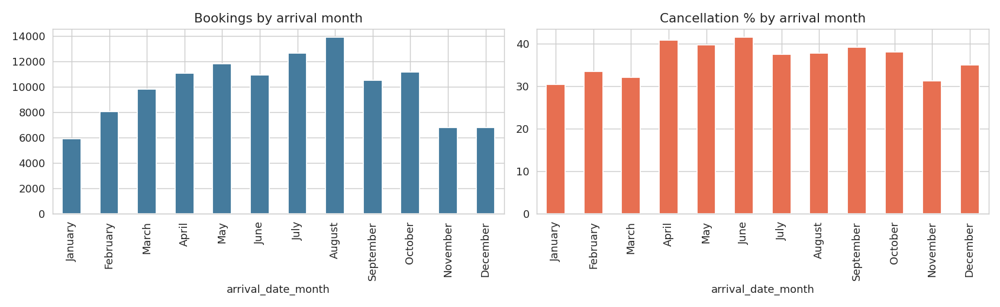 Bookings by arrival month
14000
12000
10000
8000
6000
4000
2000
0
January
February
March
April
May
June
July
August
September
October
November
December
arrival_date_month
Cancellation % by arrival month
40
30
20
10
0
January
February
March
April
May
June
July
August
September
October
November
December
arrival_date_month